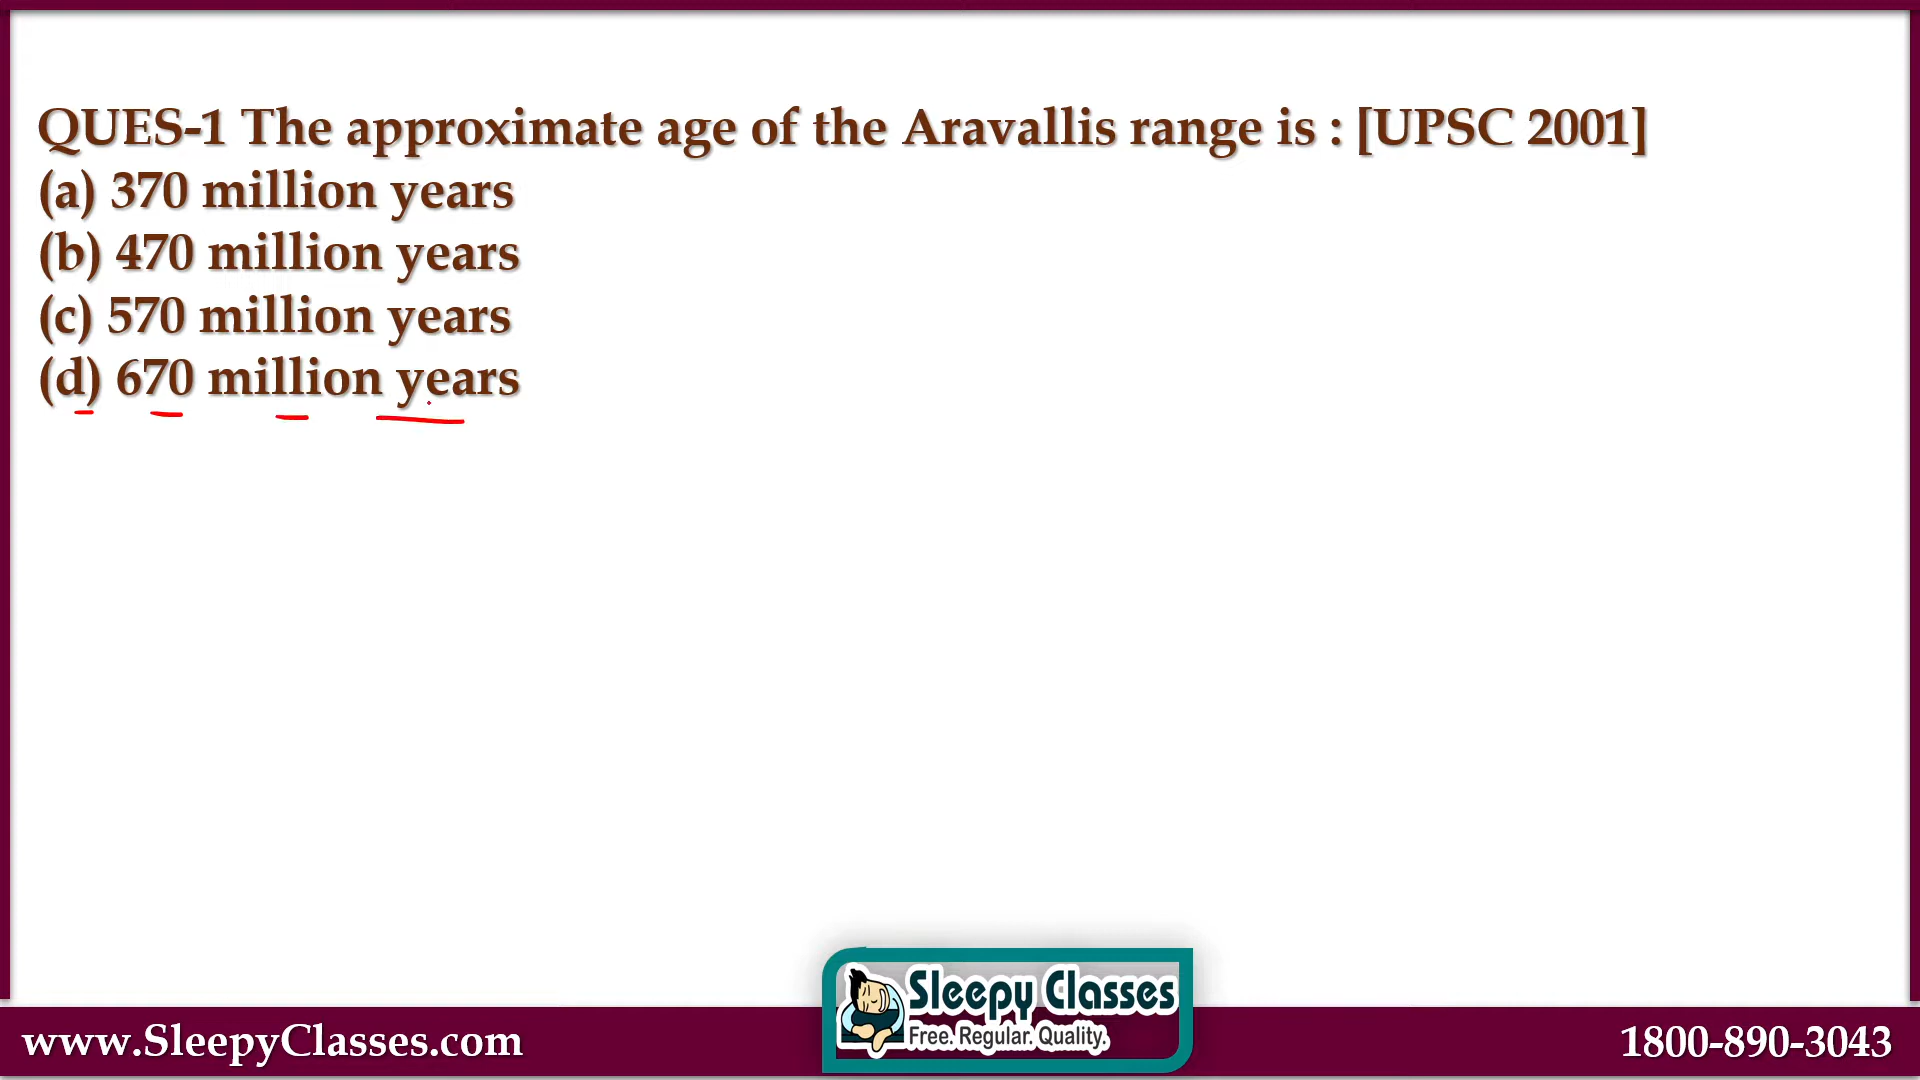 QUES-1 The approximate age of the Aravallis range is : [UPSC 2001]
(a) 370 million years
(b) 470 million years
(c) 570 million years
(d) 670 million years
Sleepy Classes
Free. Regular. Quality.
www.SleepyClasses.com
1800-890-3043